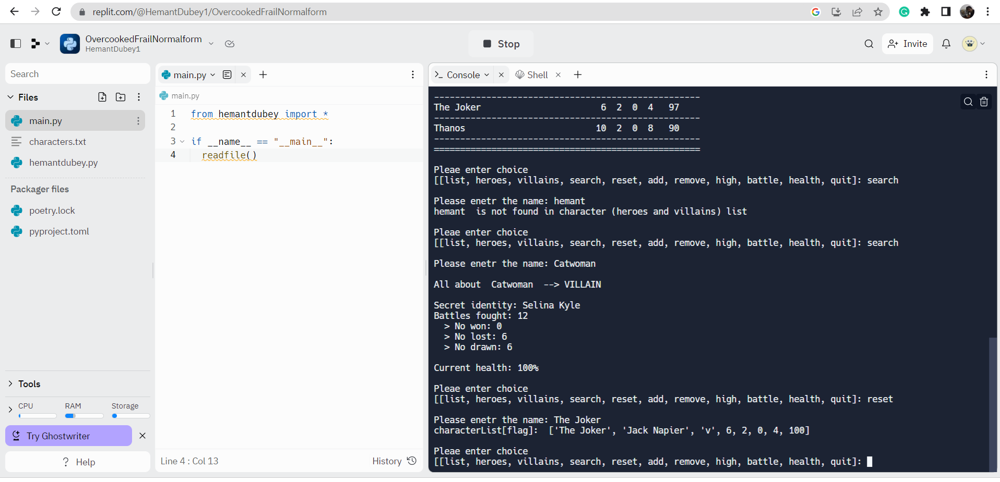 replit.com/@HemantDubey1/OvercookedFrailNormalform
OvercookedFrailNormalform
HemantDubey1
Stop
Invite
Search
Files
main.py
characters.txt
hemantdubey.py
Packager files
poetry.lock
pyproject.toml
Tools
CPU RAM Storage
Try Ghostwriter
? Help
main.py
main.py
1 from hemantdubey import *
2
3 if __name__ == "__main__":
4 readfile()
Line 4 : Col 13
History
Console
Shell
---------------------------------------------------
The Joker 6 2 0 4 97
---------------------------------------------------
Thanos 10 2 0 8 90
---------------------------------------------------
===================================================
Pleae enter choice
[[list, heroes, villains, search, reset, add, remove, high, battle, health, quit]: search
Please enetr the name: hemant
hemant  is not found in character (heroes and villains) list
Pleae enter choice
[[list, heroes, villains, search, reset, add, remove, high, battle, health, quit]: search
Please enetr the name: Catwoman
All about  Catwoman  --> VILLAIN
Secret identity: Selina Kyle
Battles fought: 12
> No won: 0
> No lost: 6
> No drawn: 6
Current health: 100%
Pleae enter choice
[[list, heroes, villains, search, reset, add, remove, high, battle, health, quit]: reset
Please enetr the name: The Joker
characterList[flag]:  ['The Joker', 'Jack Napier', 'v', 6, 2, 0, 4, 100]
Pleae enter choice
[[list, heroes, villains, search, reset, add, remove, high, battle, health, quit]: